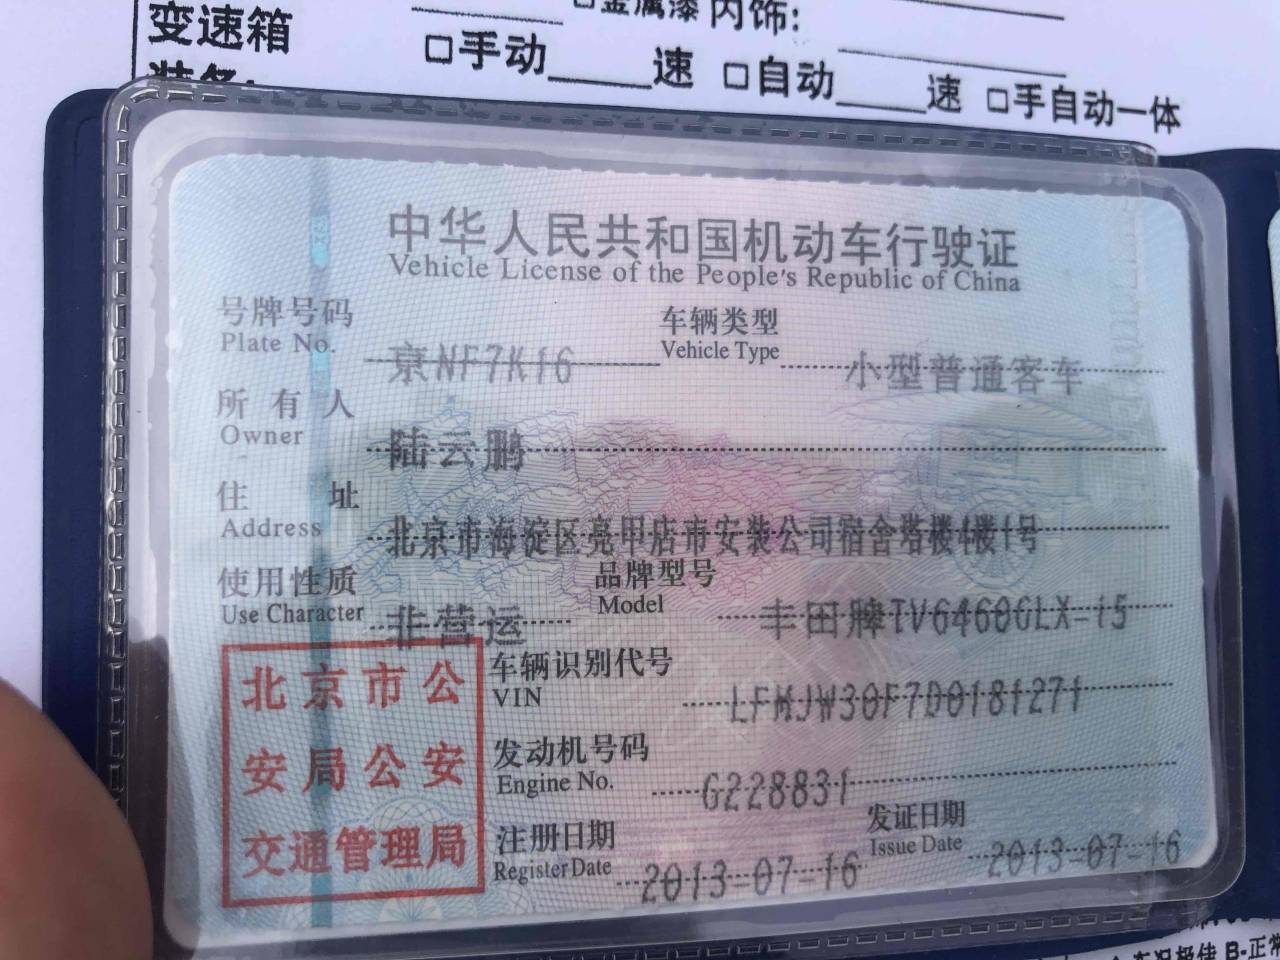 □金属漆 内饰:
变速箱 □手动____速 □自动____速 □手自动一体
中华人民共和国机动车行驶证
Vehicle License of the People's Republic of China
号牌号码 京NF7K16 车辆类型 小型普通客车
Plate No. Vehicle Type
所有人 陆云鹏
Owner
住址 北京市海淀区亮甲店市安装公司宿舍塔楼4楼1号
Address
使用性质 非营运 品牌型号 丰田牌TV6460GLX-i5
Use Character Model
北京市公
安局公安
交通管理局
车辆识别代号 LFMJW30F7D0181271
VIN
发动机号码 G228831
Engine No.
注册日期 2013-07-16 发证日期 2013-07-16
Register Date Issue Date
B-正常